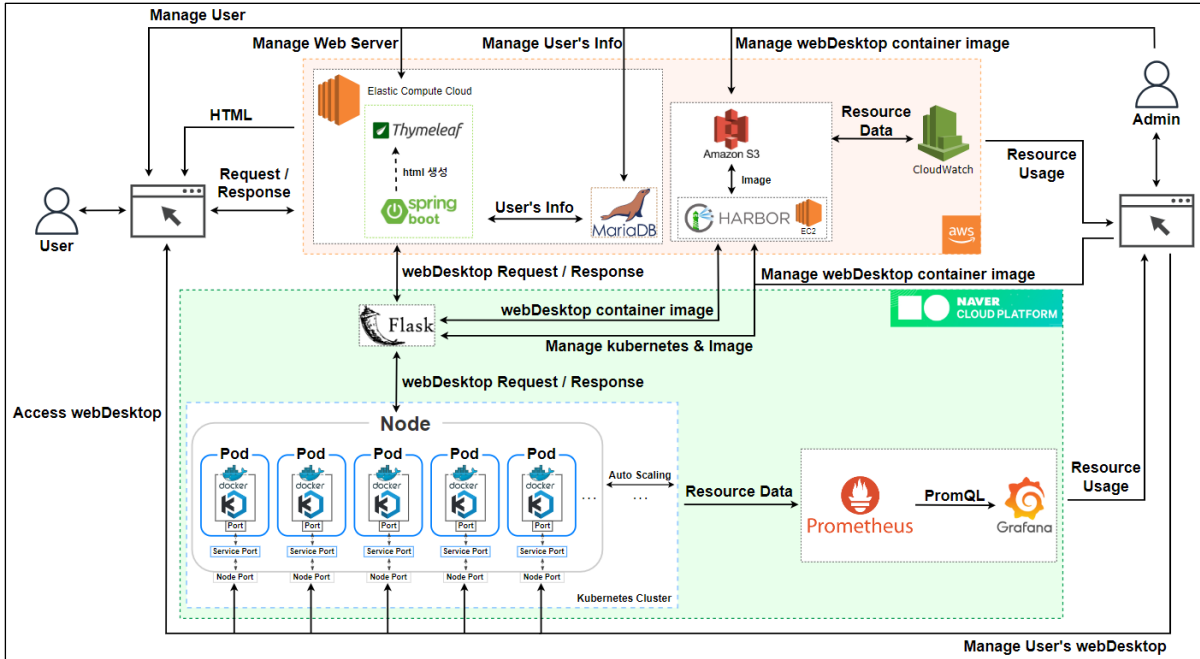 Manage User
Manage Web Server
Manage User's Info
Manage webDesktop container image
Elastic Compute Cloud
Thymeleaf
html 생성
spring
boot
User's Info
MariaDB
HTML
Request /
Response
User
Amazon S3
Image
HARBOR
EC2
Resource
Data
CloudWatch
aws
Resource
Usage
Admin
webDesktop Request / Response
Manage webDesktop container image
NAVER
CLOUD PLATFORM
Flask
webDesktop container image
Manage kubernetes & Image
webDesktop Request / Response
Access webDesktop
Node
Pod
Pod
Pod
Pod
Pod
docker
docker
docker
docker
docker
Port
Port
Port
Port
Port
Service Port
Service Port
Service Port
Service Port
Service Port
Node Port
Node Port
Node Port
Node Port
Node Port
...
Auto Scaling
...
Kubernetes Cluster
Resource Data
Prometheus
PromQL
Grafana
Resource
Usage
Manage User's webDesktop